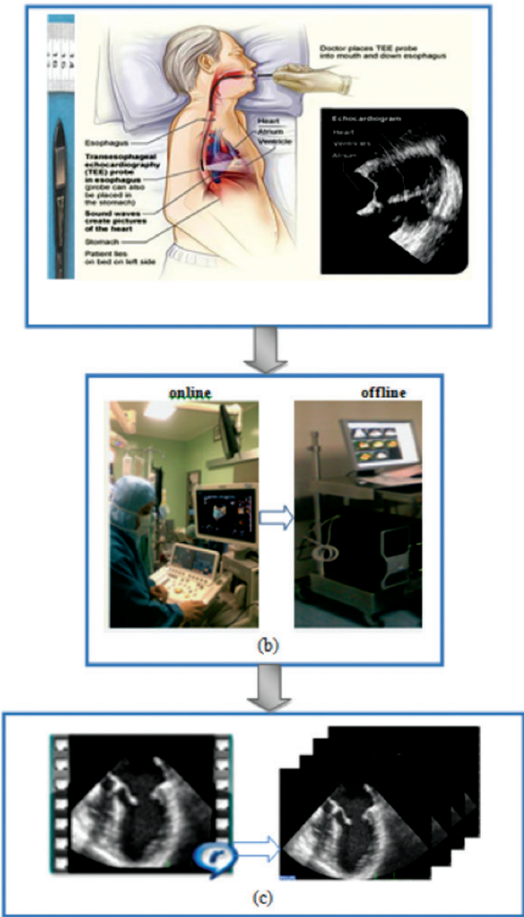 Doctor places TEE probe
into mouth and down esophagus
Echocardiogram
Heart
Ventricles
Atrium
Heart
Atrium
Ventricle
Esophagus
Transesophageal
echocardiography
(TEE) probe
in esophagus
(probe can also
be placed in
the stomach)
Sound waves
create pictures
of the heart
Stomach
Patient lies
on bed on left side
online
offline
(b)
(c)